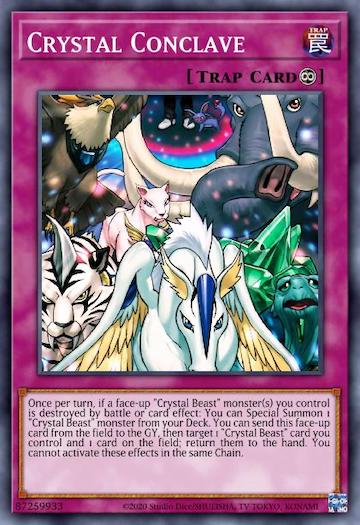 Crystal Conclave
TRAP
罠
[Trap Card]
Once per turn, if a face-up "Crystal Beast" monster(s) you control
is destroyed by battle or card effect: You can Special Summon 1
"Crystal Beast" monster from your Deck. You can send this face-up
card from the field to the GY, then target 1 "Crystal Beast" card you
control and 1 card on the field; return them to the hand. You
cannot activate these effects in the same Chain.
87259933
©2020 Studio Dice/SHUEISHA, TV TOKYO, KONAMI